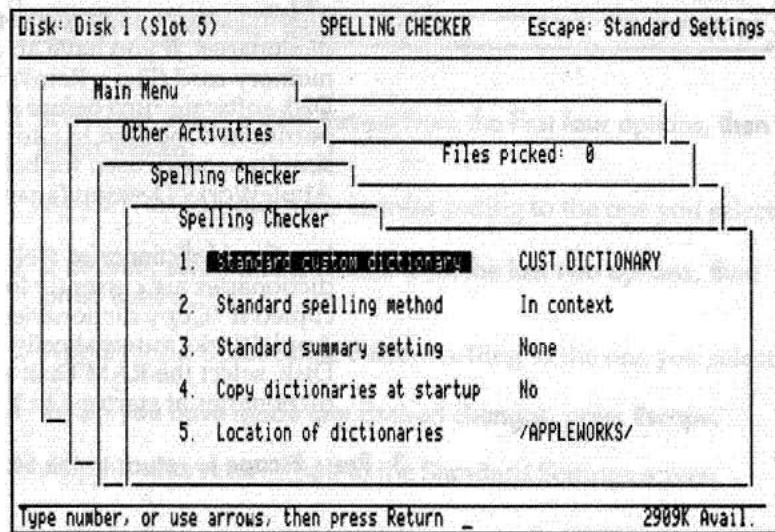 Disk: Disk 1 (Slot 5) SPELLING CHECKER Escape: Standard Settings
Main Menu
Other Activities
Files picked: 0
Spelling Checker
Spelling Checker
1. Standard custom dictionary CUST.DICTIONARY
2. Standard spelling method In context
3. Standard summary setting None
4. Copy dictionaries at startup No
5. Location of dictionaries /APPLEWORKS/
Type number, or use arrows, then press Return _ 2909K Avail.